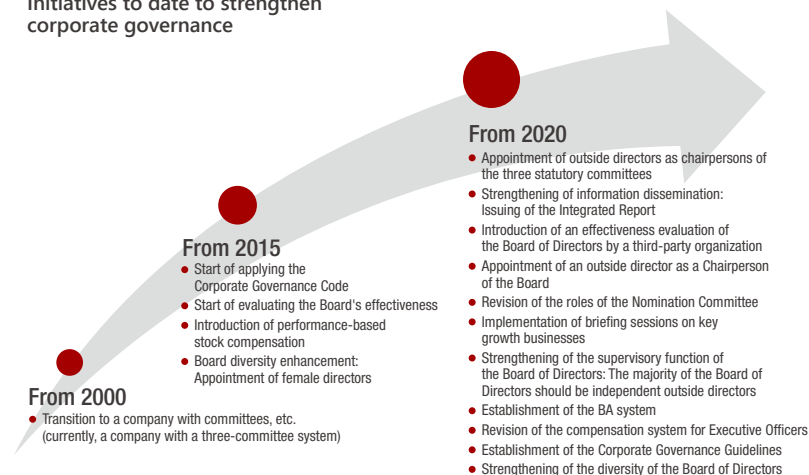 Initiatives to date to strengthen
corporate governance
From 2020
● Appointment of outside directors as chairpersons of
the three statutory committees
● Strengthening of information dissemination:
Issuing of the Integrated Report
● Introduction of an effectiveness evaluation of
the Board of Directors by a third-party organization
● Appointment of an outside director as a Chairperson
of the Board
● Revision of the roles of the Nomination Committee
● Implementation of briefing sessions on key
growth businesses
● Strengthening of the supervisory function of
the Board of Directors: The majority of the Board of
Directors should be independent outside directors
● Establishment of the BA system
● Revision of the compensation system for Executive Officers
● Establishment of the Corporate Governance Guidelines
● Strengthening of the diversity of the Board of Directors
From 2015
● Start of applying the
Corporate Governance Code
● Start of evaluating the Board's effectiveness
● Introduction of performance-based
stock compensation
● Board diversity enhancement:
Appointment of female directors
From 2000
● Transition to a company with committees, etc.
(currently, a company with a three-committee system)